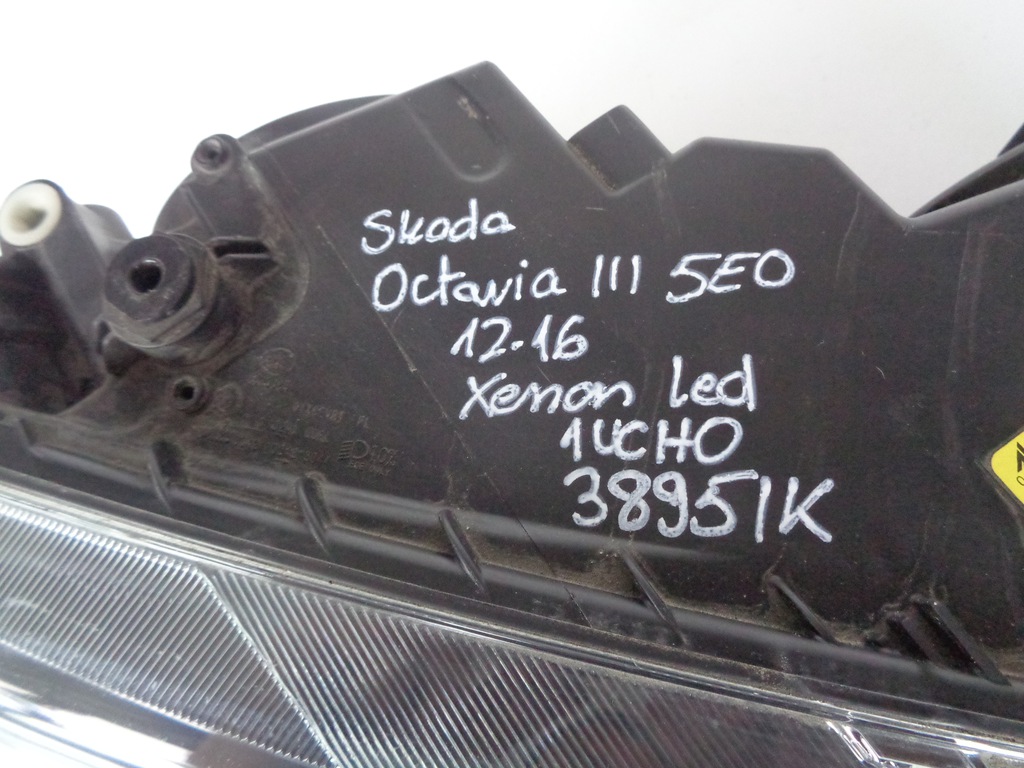 Skoda
Octavia III 5E0
12.16
Xenon Led
1UCHO
38951K